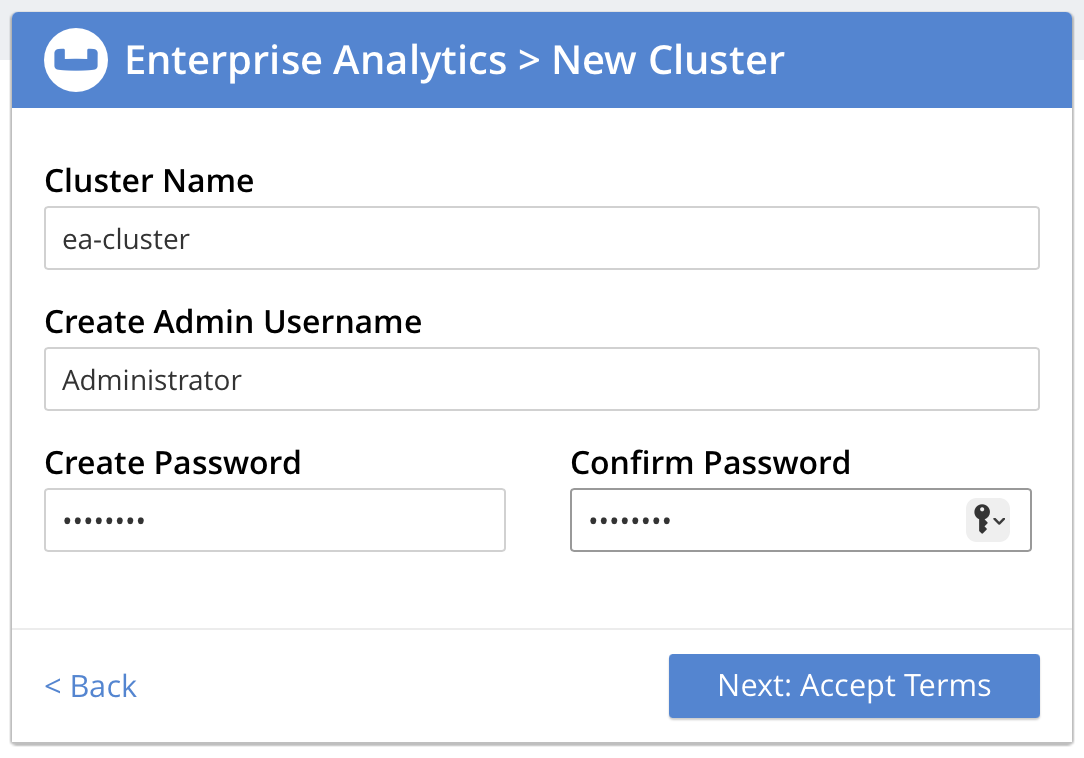 Enterprise Analytics > New Cluster
Cluster Name
ea-cluster
Create Admin Username
Administrator
Create Password
Confirm Password
••••••••
••••••••
< Back
Next: Accept Terms